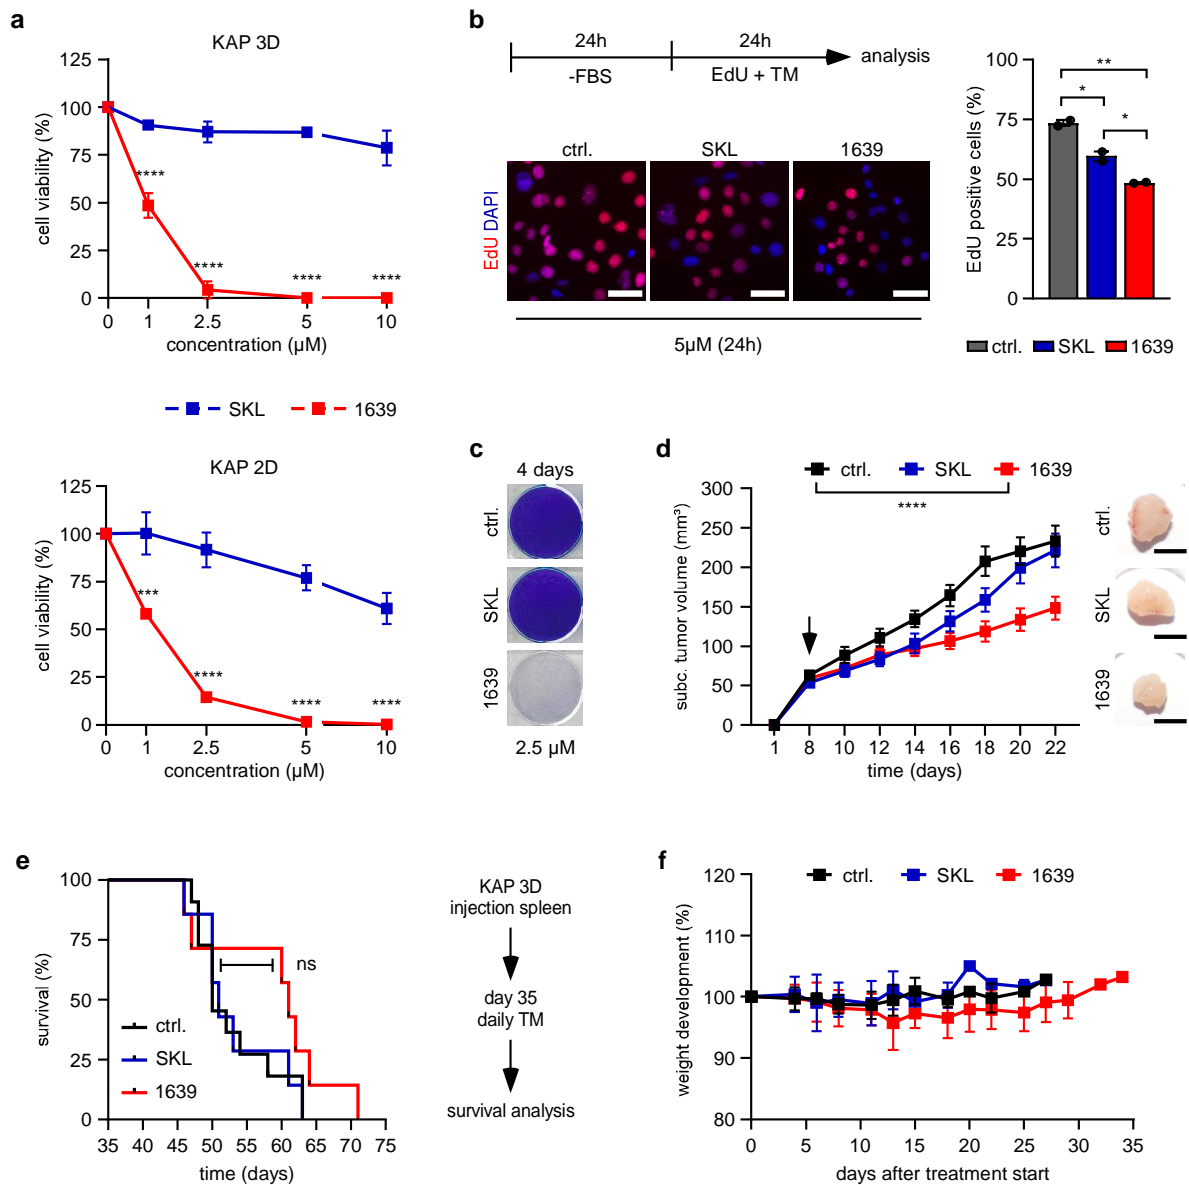 a
KAP 3D
cell viability (%)
125
100
75
50
25
0
****
****
****
****
0 1 2.5 5 10
concentration (µM)
SKL 1639
KAP 2D
cell viability (%)
125
100
75
50
25
0
***
****
****
****
0 1 2.5 5 10
concentration (µM)
b
24h 24h
-FBS EdU + TM
analysis
ctrl. SKL 1639
EdU DAPI
5µM (24h)
EdU positive cells (%)
100
75
50
25
0
**
*
*
ctrl. SKL 1639
c
4 days
ctrl.
SKL
1639
2.5 µM
d
ctrl. SKL 1639
****
subc. tumor volume (mm³)
300
250
200
150
100
50
0
1 8 10 12 14 16 18 20 22
time (days)
ctrl.
SKL
1639
e
survival (%)
100
75
50
25
0
ns
ctrl.
SKL
1639
35 40 45 50 55 60 65 70 75
time (days)
KAP 3D
injection spleen
day 35
daily TM
survival analysis
f
ctrl. SKL 1639
weight development (%)
120
110
100
90
80
0 5 10 15 20 25 30 34
days after treatment start